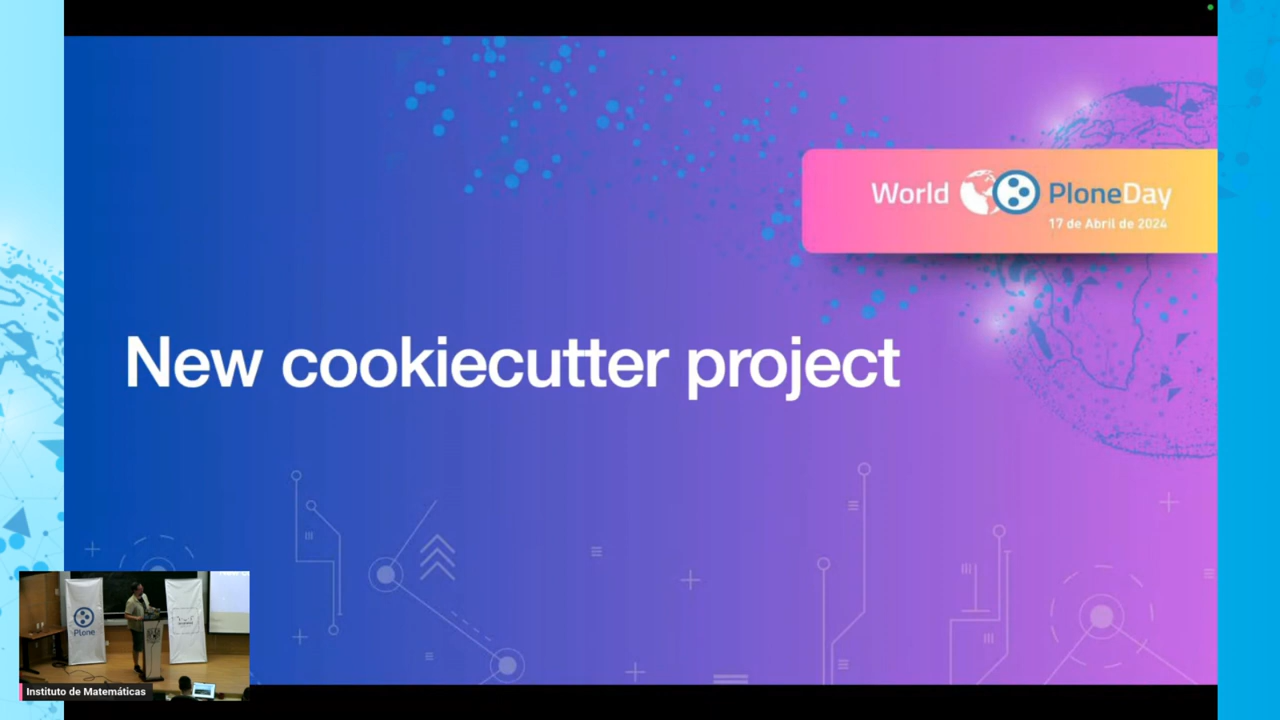 World PloneDay
17 de Abril de 2024
New cookiecutter project
Plone
Instituto de Matemáticas